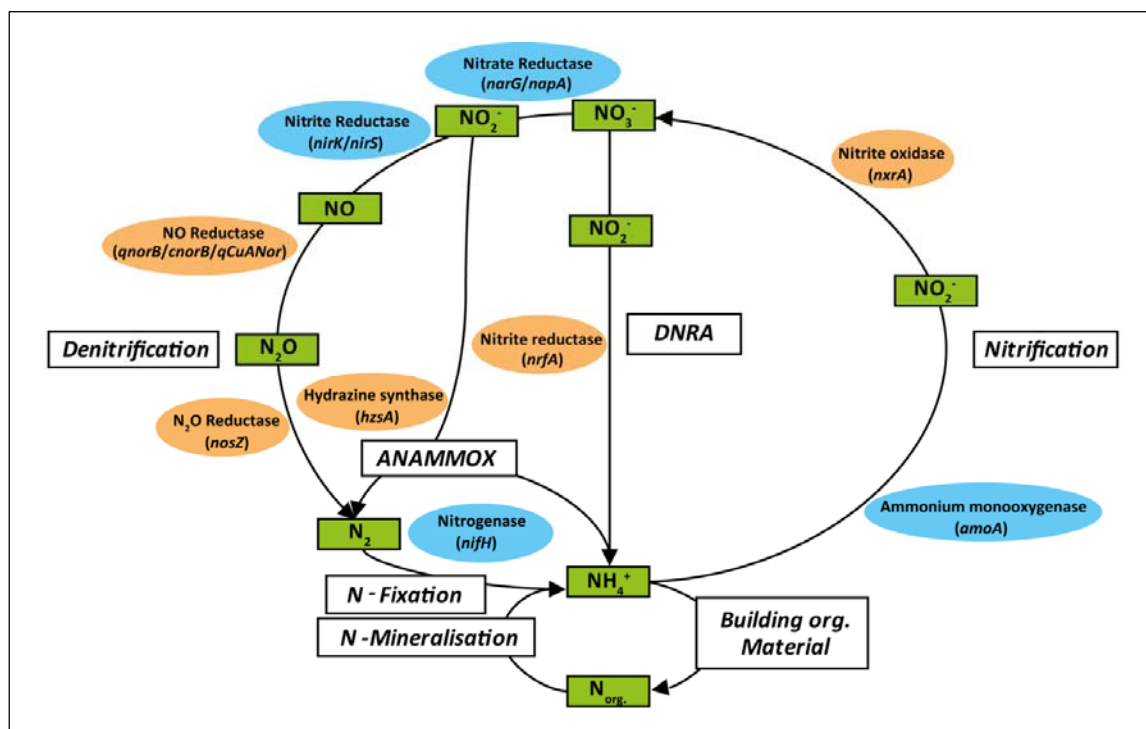 Nitrate Reductase
(narG/napA)
NO₂⁻
NO₃⁻
Nitrite Reductase
(nirK/nirS)
Nitrite oxidase
(nxrA)
NO
NO₂⁻
NO Reductase
(qnorB/cnorB/qCuANor)
NO₂⁻
Denitrification
N₂O
Nitrite reductase
(nrfA)
DNRA
Nitrification
Hydrazine synthase
(hzsA)
N₂O Reductase
(nosZ)
ANAMMOX
Ammonium monooxygenase
(amoA)
N₂
Nitrogenase
(nifH)
NH₄⁺
N - Fixation
N -Mineralisation
Building org.
Material
Norg.